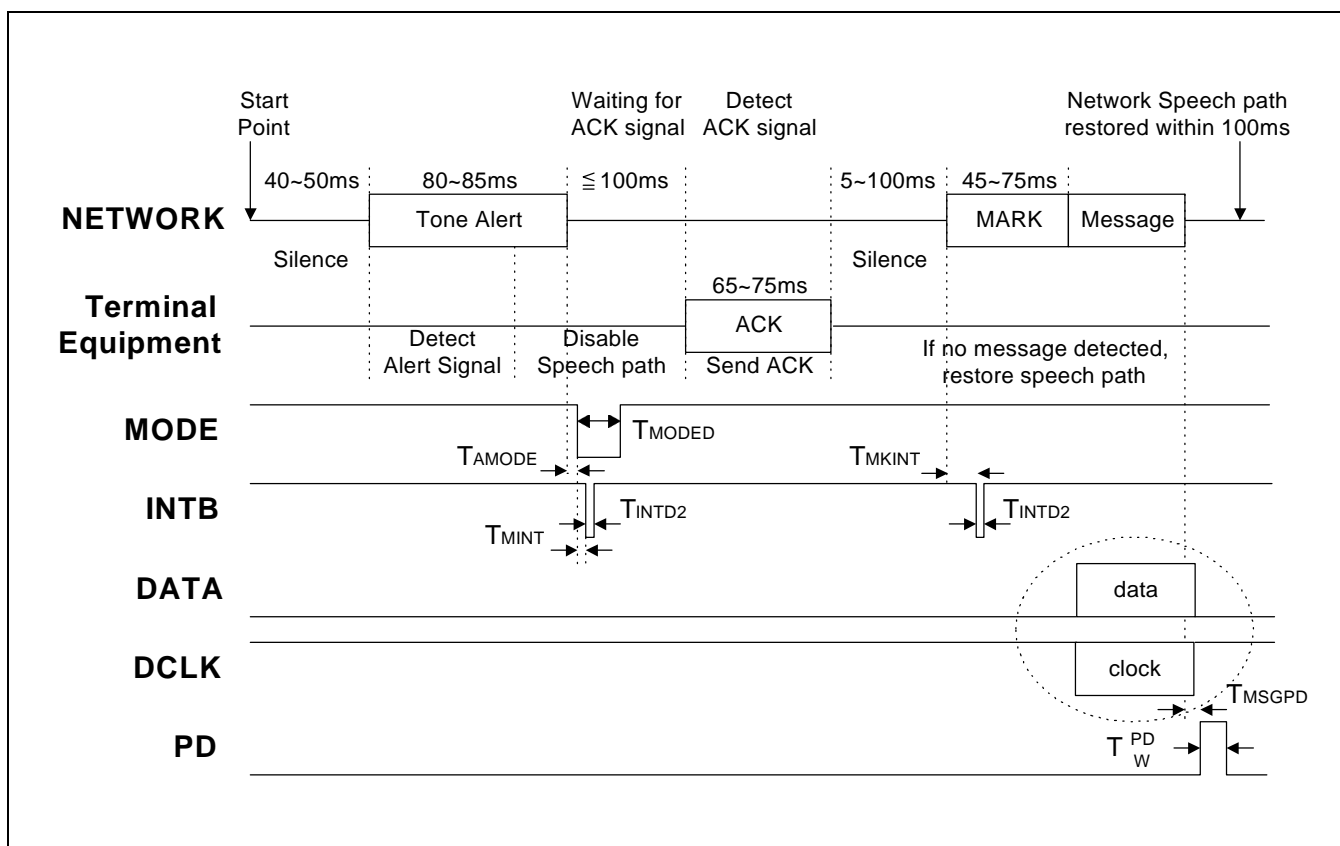 Start
Point
Waiting for
ACK signal
Detect
ACK signal
Network Speech path
restored within 100ms
40~50ms
80~85ms
≦ 100ms
5~100ms
45~75ms
NETWORK
Tone Alert
MARK
Message
Silence
Silence
65~75ms
Terminal
Equipment
ACK
Detect
Alert Signal
Disable
Speech path
Send ACK
If no message detected,
restore speech path
MODE
TMODED
TAMODE
TMKINT
INTB
TINTD2
TINTD2
TMINT
DATA
data
DCLK
clock
TMSGPD
PD
T PD W